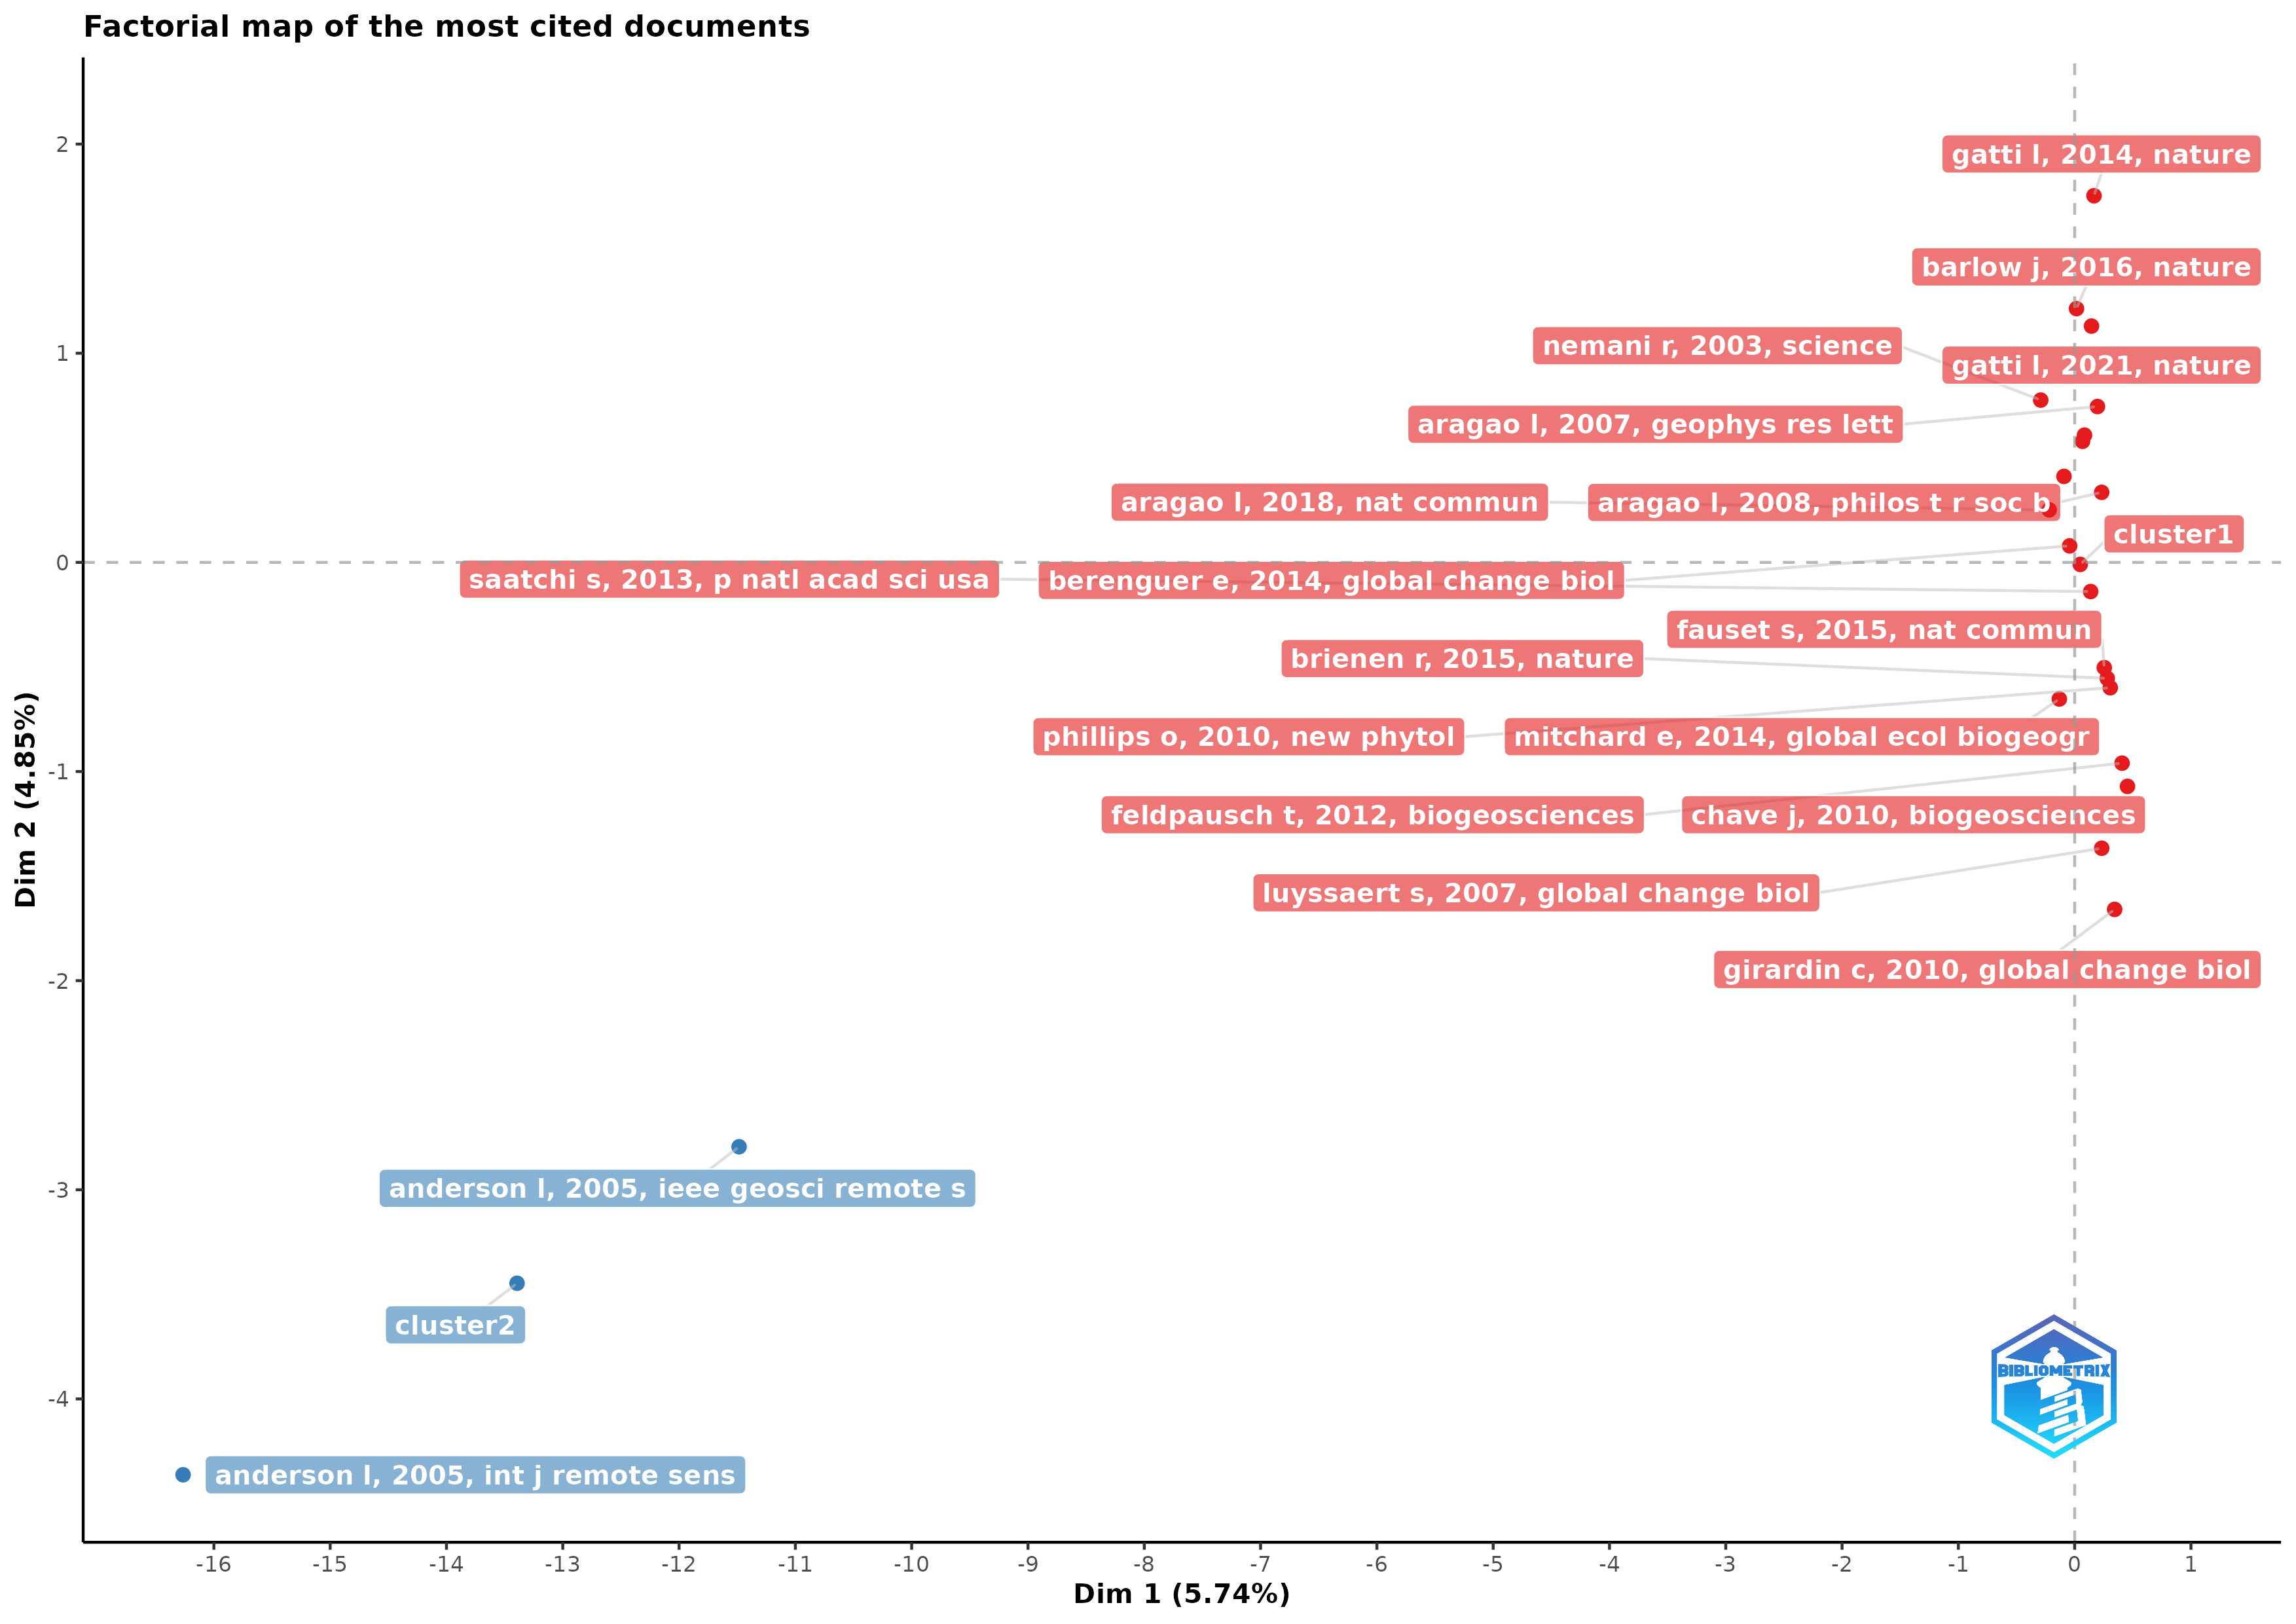 Factorial map of the most cited documents
2
gatti l, 2014, nature
barlow j, 2016, nature
nemani r, 2003, science
1
gatti l, 2021, nature
aragao l, 2007, geophys res lett
aragao l, 2018, nat commun
aragao l, 2008, philos t r soc b
cluster1
0
saatchi s, 2013, p natl acad sci usa
berenguer e, 2014, global change biol
fauset s, 2015, nat commun
brienen r, 2015, nature
phillips o, 2010, new phytol
mitchard e, 2014, global ecol biogeogr
-1
feldpausch t, 2012, biogeosciences
chave j, 2010, biogeosciences
luyssaert s, 2007, global change biol
girardin c, 2010, global change biol
-2
Dim 2 (4.85%)
anderson l, 2005, ieee geosci remote s
-3
cluster2
BIBLIOMETRIX
-4
anderson l, 2005, int j remote sens
-16 -15 -14 -13 -12 -11 -10 -9 -8 -7 -6 -5 -4 -3 -2 -1 0 1
Dim 1 (5.74%)